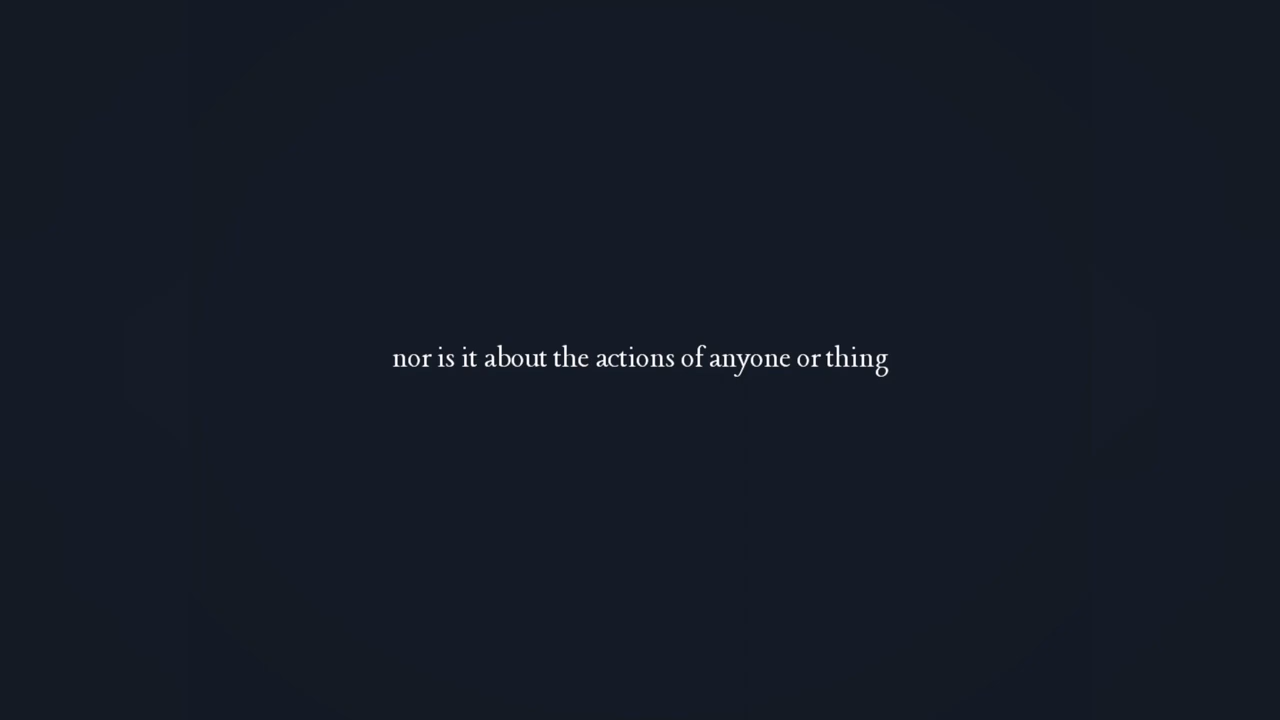 nor is it about the actions of anyone or thing